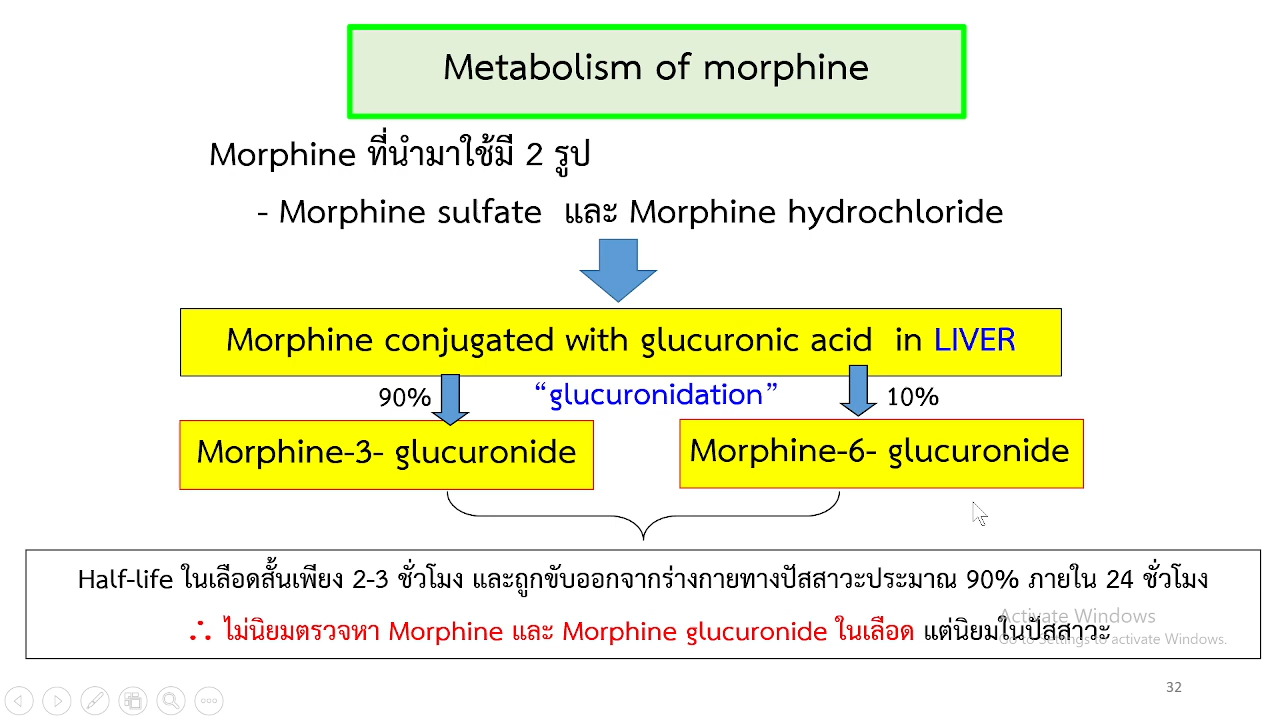 Metabolism of morphine
Morphine ที่นำมาใช้มี 2 รูป
- Morphine sulfate และ Morphine hydrochloride
Morphine conjugated with glucuronic acid in LIVER
90% “glucuronidation” 10%
Morphine-3- glucuronide Morphine-6- glucuronide
Half-life ในเลือดสั้นเพียง 2-3 ชั่วโมง และถูกขับออกจากร่างกายทางปัสสาวะประมาณ 90% ภายใน 24 ชั่วโมง
Activate Windows
∴ ไม่นิยมตรวจหา Morphine และ Morphine glucuronide ในเลือด แต่นิยมในปัสสาวะ
Go to Settings to activate Windows.
32